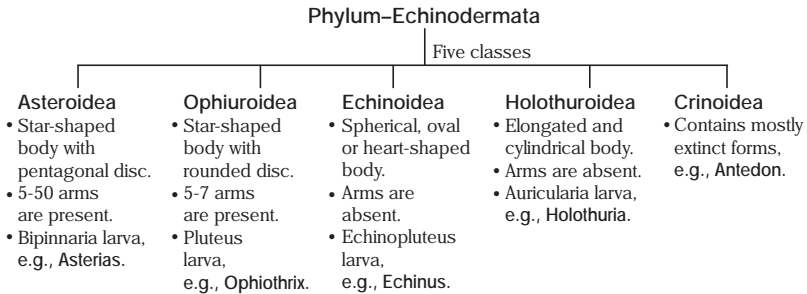 Phylum–Echinodermata
Five classes
Asteroidea
• Star-shaped
body with
pentagonal disc.
• 5-50 arms
are present.
• Bipinnaria larva,
e.g., Asterias.
Ophiuroidea
• Star-shaped
body with
rounded disc.
• 5-7 arms
are present.
• Pluteus
larva,
e.g., Ophiothrix.
Echinoidea
• Spherical, oval
or heart-shaped
body.
• Arms are
absent.
• Echinopluteus
larva,
e.g., Echinus.
Holothuroidea
• Elongated and
cylindrical body.
• Arms are absent.
• Auricularia larva,
e.g., Holothuria.
Crinoidea
• Contains mostly
extinct forms,
e.g., Antedon.